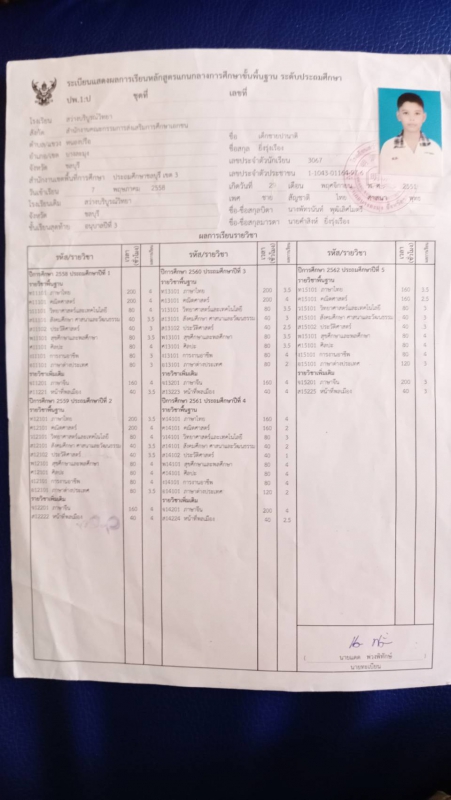 ระเบียนแสดงผลการเรียนหลักสูตรแกนกลางการศึกษาขั้นพื้นฐาน ระดับประถมศึกษา
ปพ.1:ป ชุดที่ เลขที่
โรงเรียน สว่างบริบูรณ์วิทยา
สังกัด สำนักงานคณะกรรมการส่งเสริมการศึกษาเอกชน
ตำบล/แขวง หนองปรือ
อำเภอ/เขต บางละมุง
จังหวัด ชลบุรี
สำนักงานเขตพื้นที่การศึกษา ประถมศึกษาชลบุรี เขต 3
วันเข้าเรียน 7 พฤษภาคม 2558
โรงเรียนเดิม สว่างบริบูรณ์วิทยา
จังหวัด ชลบุรี
ชั้นเรียนสุดท้าย อนุบาลปีที่ 3
ชื่อ
ชื่อสกุล ยิ่งรุ่งเรือง
เลขประจำตัวนักเรียน 3067
เลขประจำตัวประชาชน
เกิดวันที่ เดือน พฤศจิกายน
เพศ ชาย สัญชาติ ไทย ศาสนา พุทธ
ชื่อ-ชื่อสกุลบิดา
ชื่อ-ชื่อสกุลมารดา ยิ่งรุ่งเรือง
ผลการเรียนรายวิชา
รหัส/รายวิชา รหัส/รายวิชา รหัส/รายวิชา
ปีการศึกษา 2558 ประถมศึกษาปีที่ 1
รายวิชาพื้นฐาน
ท11101 ภาษาไทย 200 4
ค11101 คณิตศาสตร์ 200 4
ว11101 วิทยาศาสตร์และเทคโนโลยี 80 4
ส11101 สังคมศึกษา ศาสนาและวัฒนธรรม 40 3.5
ส11102 ประวัติศาสตร์ 40 3
พ11101 สุขศึกษาและพลศึกษา 80 3.5
ศ11101 ศิลปะ 80 4
ง11101 การงานอาชีพ 40 3
อ11101 ภาษาต่างประเทศ 80 3
รายวิชาเพิ่มเติม
จ11201 ภาษาจีน 160 4
ส11222 หน้าที่พลเมือง 40 3.5
ปีการศึกษา 2559 ประถมศึกษาปีที่ 2
รายวิชาพื้นฐาน
ท12101 ภาษาไทย 200 3.5
ค12101 คณิตศาสตร์ 200 4
ว12101 วิทยาศาสตร์และเทคโนโลยี 80 4
ส12101 สังคมศึกษา ศาสนาและวัฒนธรรม 40
ส12102 ประวัติศาสตร์ 40 3.5
พ12101 สุขศึกษาและพลศึกษา 80 4
ศ12101 ศิลปะ 80 4
ง12101 การงานอาชีพ 40 4
อ12101 ภาษาต่างประเทศ 80 3.5
รายวิชาเพิ่มเติม
จ12201 ภาษาจีน 160 4
ส12222 หน้าที่พลเมือง 40 4
ปีการศึกษา 2560 ประถมศึกษาปีที่ 3
รายวิชาพื้นฐาน
ท13101 ภาษาไทย 200 3.5
ค13101 คณิตศาสตร์ 200 4
ว13101 วิทยาศาสตร์และเทคโนโลยี 80 3.5
ส13101 สังคมศึกษา ศาสนาและวัฒนธรรม 40 3
ส13102 ประวัติศาสตร์ 40 2.5
พ13101 สุขศึกษาและพลศึกษา 80 3.5
ศ13101 ศิลปะ 80 3.5
ง13101 การงานอาชีพ 40 4
อ13101 ภาษาต่างประเทศ 80 2
รายวิชาเพิ่มเติม
จ13201 ภาษาจีน 160 4
ส13223 หน้าที่พลเมือง 40 3.5
ปีการศึกษา 2561 ประถมศึกษาปีที่ 4
รายวิชาพื้นฐาน
ท14101 ภาษาไทย 160 4
ค14101 คณิตศาสตร์ 160 2
ว14101 วิทยาศาสตร์และเทคโนโลยี 80 3
ส14101 สังคมศึกษา ศาสนาและวัฒนธรรม 40 2
ส14102 ประวัติศาสตร์ 40 1
พ14101 สุขศึกษาและพลศึกษา 80 4
ศ14101 ศิลปะ 80 4
ง14101 การงานอาชีพ 80 4
อ14101 ภาษาต่างประเทศ 120 2
รายวิชาเพิ่มเติม
จ14201 ภาษาจีน 200 4
ส14224 หน้าที่พลเมือง 40 2.5
ปีการศึกษา 2562 ประถมศึกษาปีที่ 5
รายวิชาพื้นฐาน
ท15101 ภาษาไทย 160 3.5
ค15101 คณิตศาสตร์ 160 2.5
ว15101 วิทยาศาสตร์และเทคโนโลยี 80 3
ส15101 สังคมศึกษา ศาสนาและวัฒนธรรม 40 3
ส15102 ประวัติศาสตร์ 40 3
พ15101 สุขศึกษาและพลศึกษา 80
ศ15101 ศิลปะ 80
ง15101 การงานอาชีพ 80 3
อ15101 ภาษาต่างประเทศ 120 3
รายวิชาเพิ่มเติม
จ15201 ภาษาจีน 200 3
ส15225 หน้าที่พลเมือง 40 3
นายทะเบียน